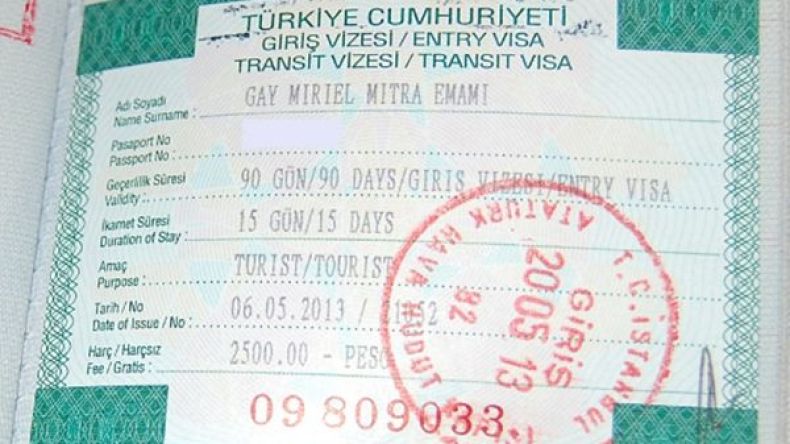 TÜRKİYE CUMHURİYETİ
GİRİŞ VİZESİ / ENTRY VISA
TRANSIT VİZESİ / TRANSIT VISA
Adı Soyadı
Name Surname : GAY MIRIEL MITRA EMAMI
Pasaport No
Passport No :
Geçerlilik Süresi
Validity : 90 GÜN/90 DAYS/GIRIS VIZESI/ENTRY VISA
İkamet Süresi
Duration of Stay : 15 GÜN/15 DAYS
Amaç
Purpose : TURIST/TOURIST
Tarih / No
Date of Issue / No : 06.05.2013 /
Harç / Harçsız
Fee / Gratis : 2500.00 - PESO
09 809033
T.C. İSTANBUL
ATATÜRK HAVA HUDUT
GİRİŞ
20 05 13
82